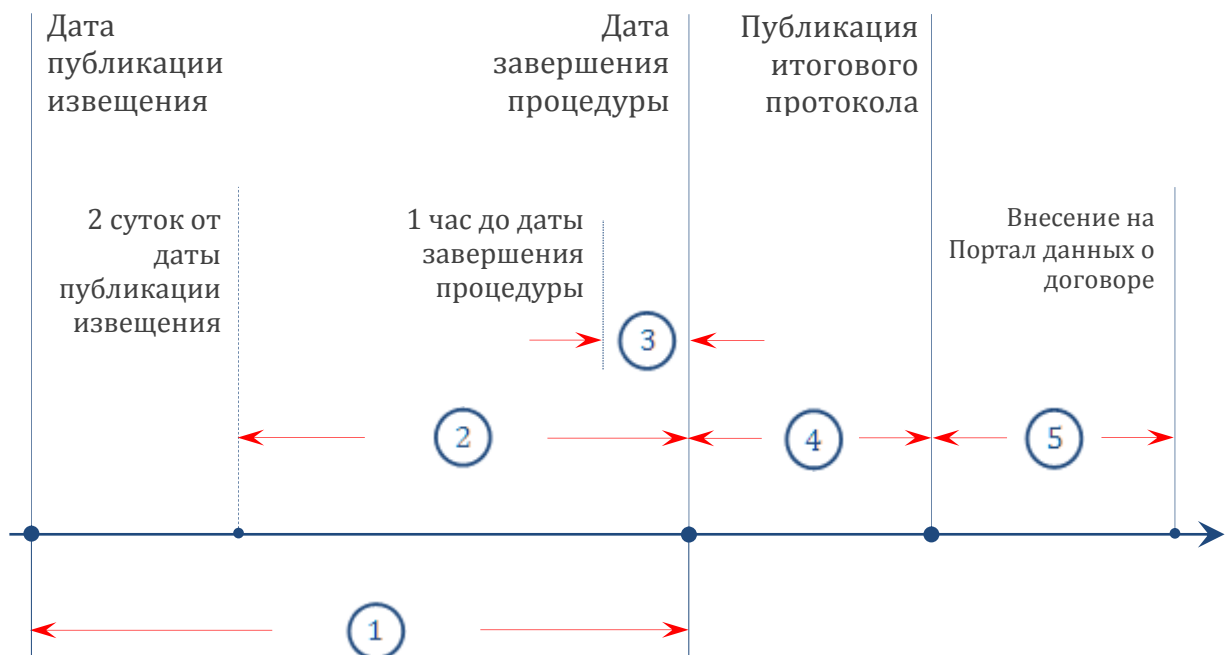 Дата
публикации
извещения
Дата
завершения
процедуры
Публикация
итогового
протокола
2 суток от
даты
публикации
извещения
1 час до даты
завершения
процедуры
Внесение на
Портал данных о
договоре
3
2
4
5
1